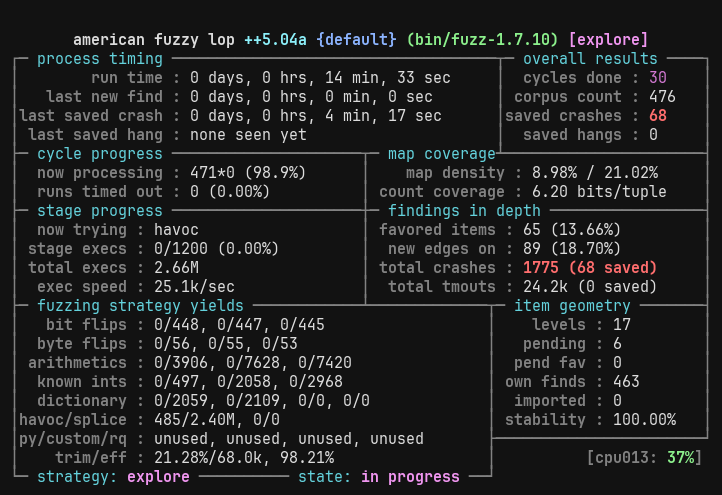 american fuzzy lop ++5.04a {default} (bin/fuzz-1.7.10) [explore]
process timing overall results
run time : 0 days, 0 hrs, 14 min, 33 sec cycles done : 30
last new find : 0 days, 0 hrs, 0 min, 0 sec corpus count : 476
last saved crash : 0 days, 0 hrs, 4 min, 17 sec saved crashes : 68
last saved hang : none seen yet saved hangs : 0
cycle progress map coverage
now processing : 471*0 (98.9%) map density : 8.98% / 21.02%
runs timed out : 0 (0.00%) count coverage : 6.20 bits/tuple
stage progress findings in depth
now trying : havoc favored items : 65 (13.66%)
stage execs : 0/1200 (0.00%) new edges on : 89 (18.70%)
total execs : 2.66M total crashes : 1775 (68 saved)
exec speed : 25.1k/sec total tmouts : 24.2k (0 saved)
fuzzing strategy yields item geometry
bit flips : 0/448, 0/447, 0/445 levels : 17
byte flips : 0/56, 0/55, 0/53 pending : 6
arithmetics : 0/3906, 0/7628, 0/7420 pend fav : 0
known ints : 0/497, 0/2058, 0/2968 own finds : 463
dictionary : 0/2059, 0/2109, 0/0, 0/0 imported : 0
havoc/splice : 485/2.40M, 0/0 stability : 100.00%
py/custom/rq : unused, unused, unused, unused
trim/eff : 21.28%/68.0k, 98.21% [cpu013: 37%]
strategy: explore state: in progress